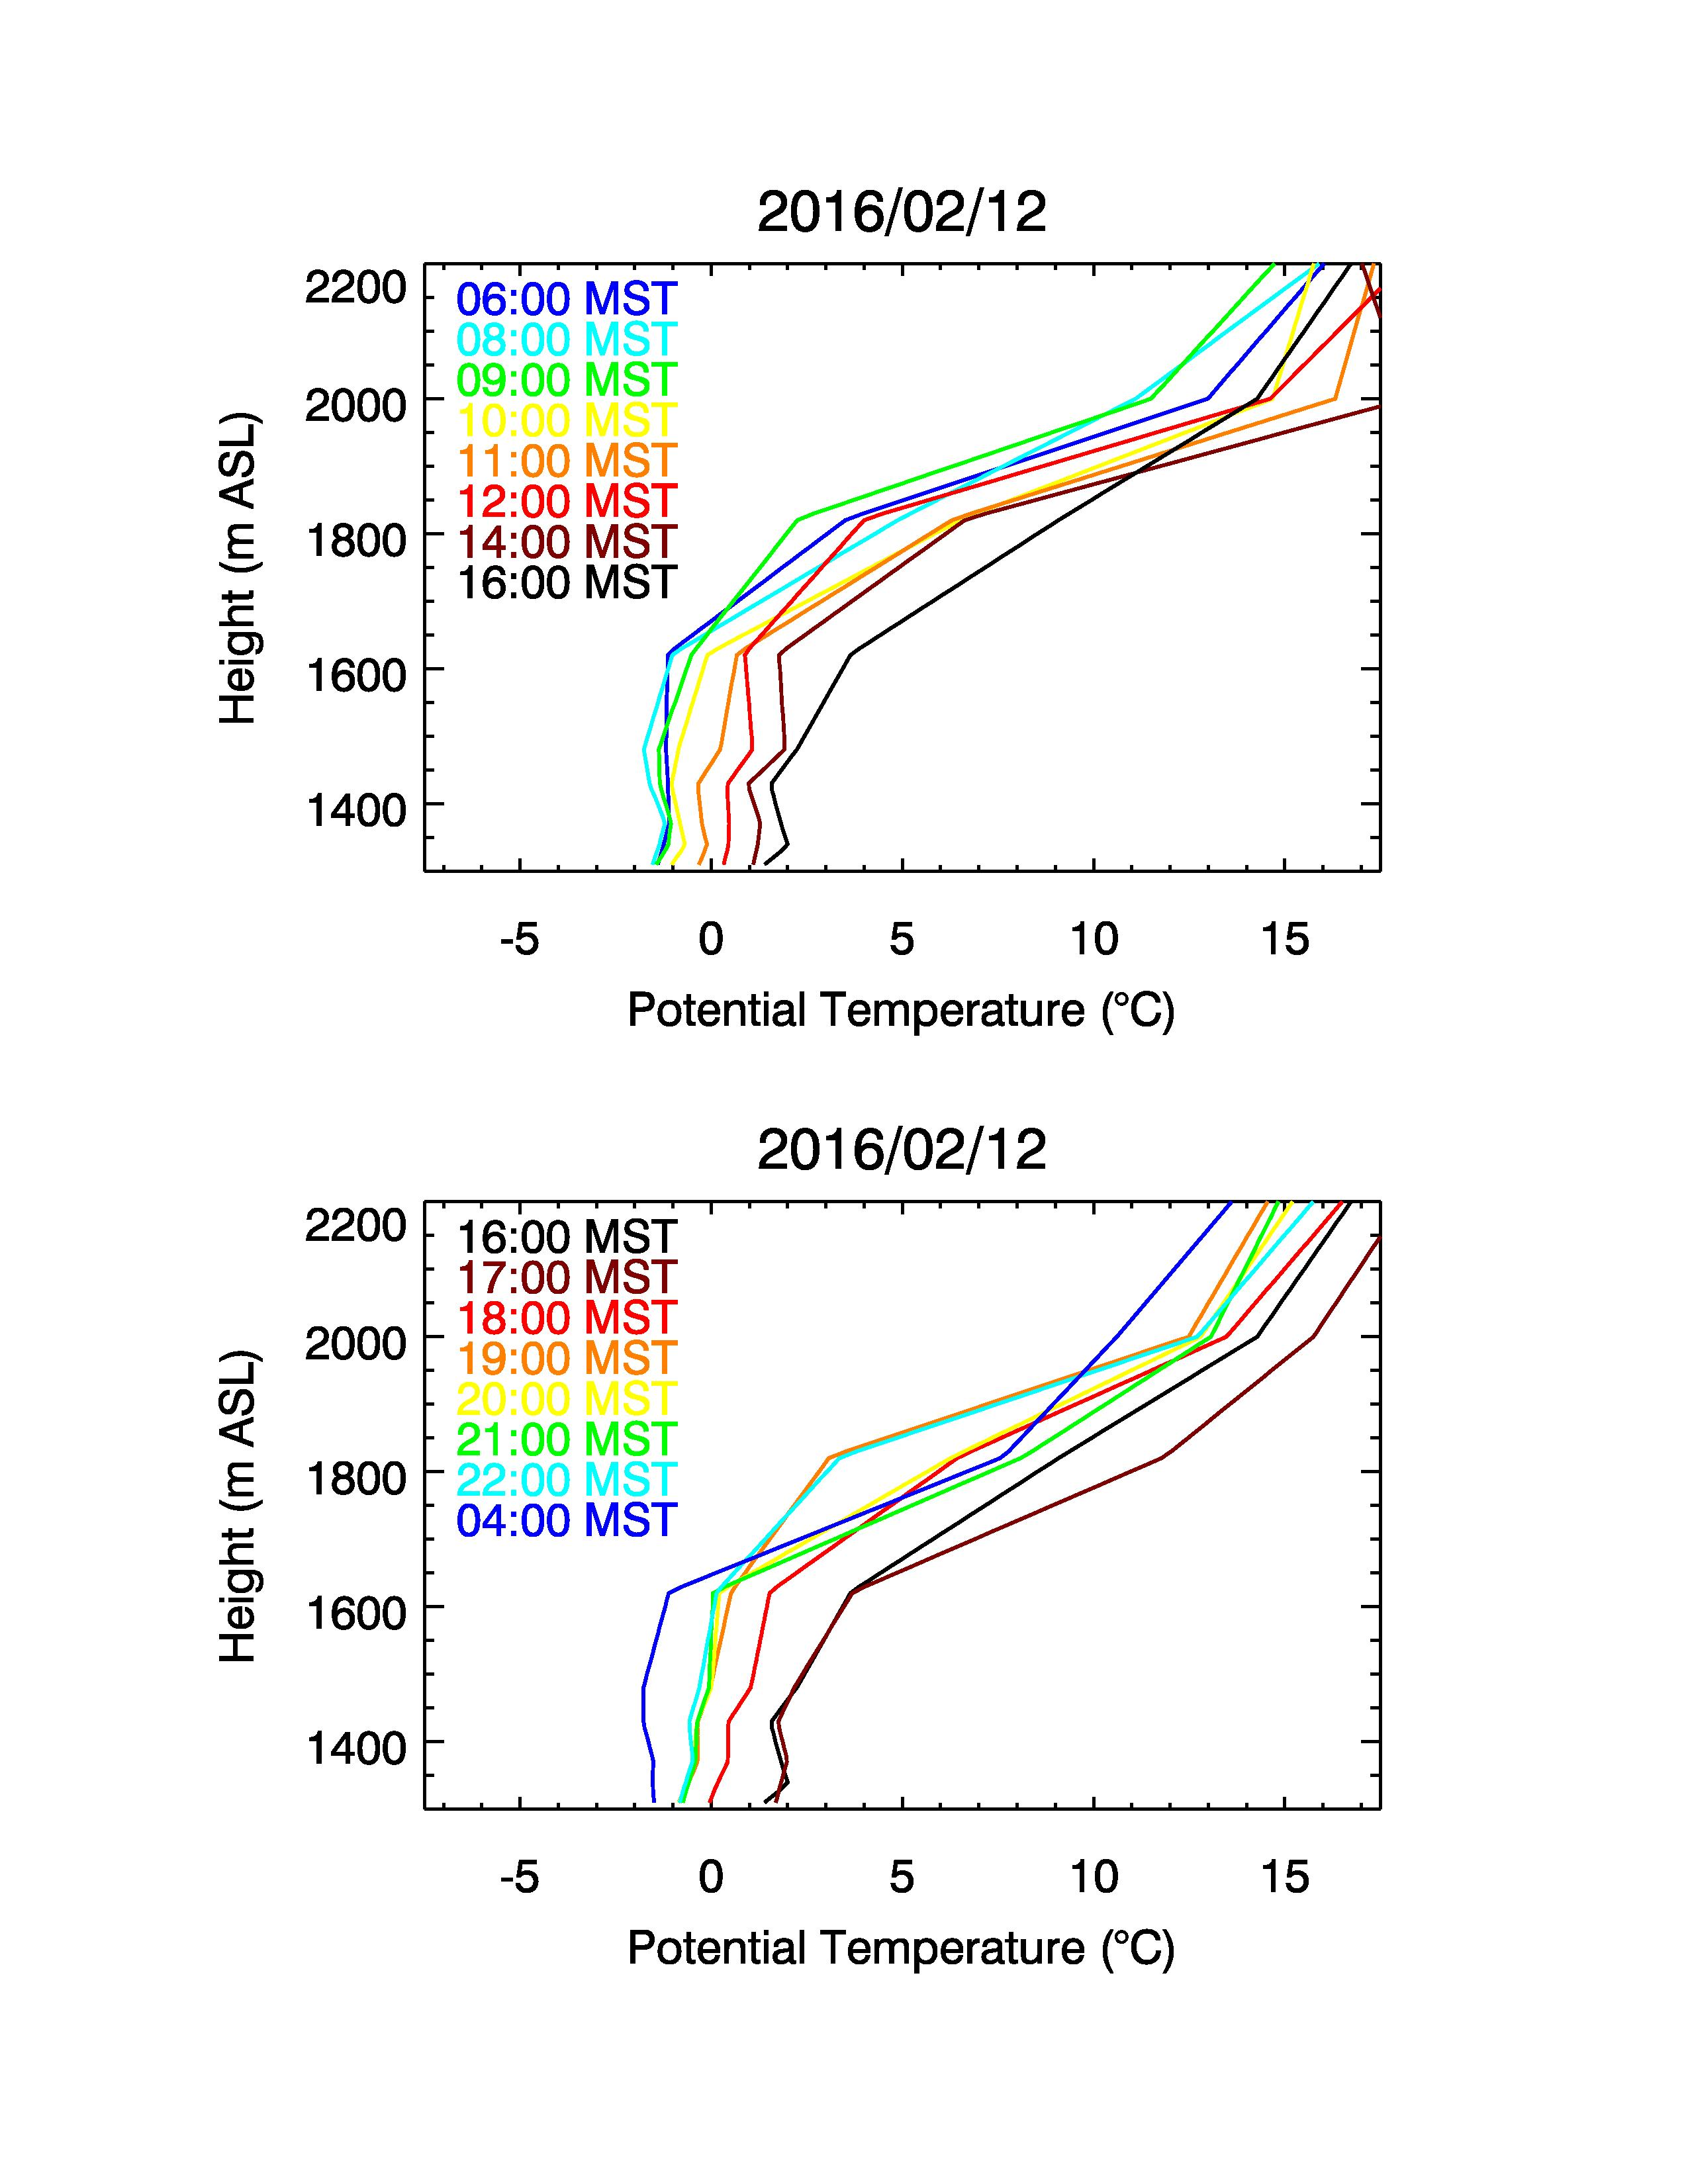 2016/02/12
2200
2000
1800
1600
1400
Height (m ASL)
06:00 MST
08:00 MST
09:00 MST
10:00 MST
11:00 MST
12:00 MST
14:00 MST
16:00 MST
-5 0 5 10 15
Potential Temperature (°C)
2016/02/12
2200
2000
1800
1600
1400
Height (m ASL)
16:00 MST
17:00 MST
18:00 MST
19:00 MST
20:00 MST
21:00 MST
22:00 MST
04:00 MST
-5 0 5 10 15
Potential Temperature (°C)